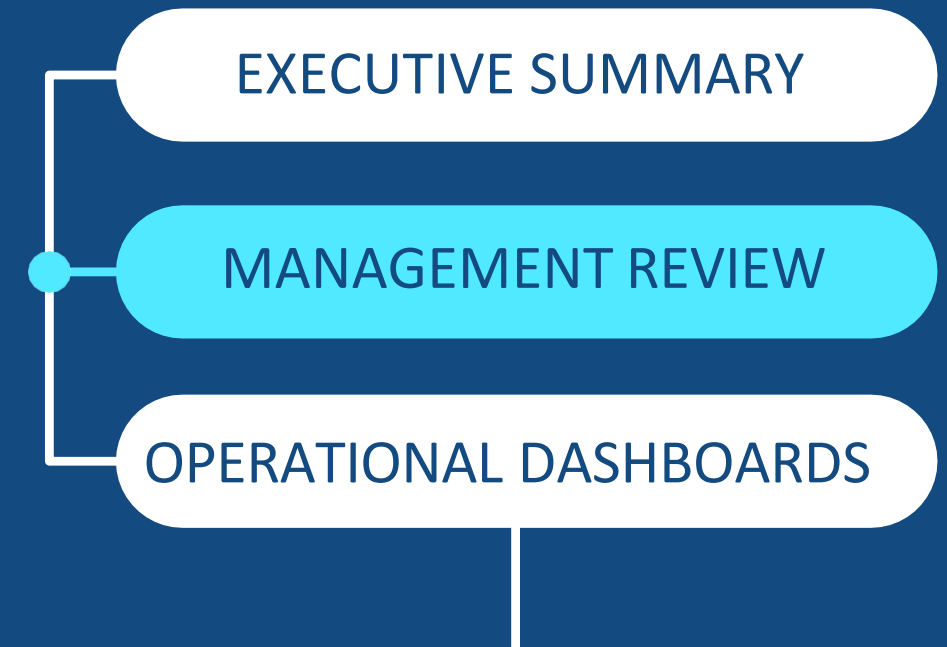 EXECUTIVE SUMMARY
MANAGEMENT REVIEW
OPERATIONAL DASHBOARDS